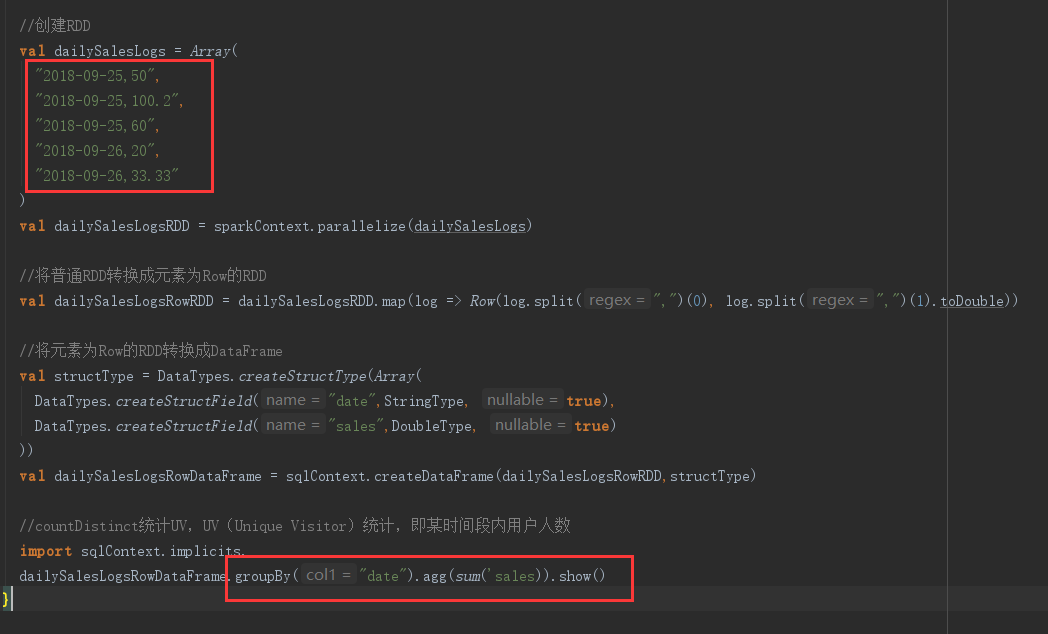 //创建RDD
val dailySalesLogs = Array(
"2018-09-25,50",
"2018-09-25,100.2",
"2018-09-25,60",
"2018-09-26,20",
"2018-09-26,33.33"
)
val dailySalesLogsRDD = sparkContext.parallelize(dailySalesLogs)
//将普通RDD转换成元素为Row的RDD
val dailySalesLogsRowRDD = dailySalesLogsRDD.map(log => Row(log.split( regex = ",")(0), log.split( regex = ",")(1).toDouble))
//将元素为Row的RDD转换成DataFrame
val structType = DataTypes.createStructType(Array(
DataTypes.createStructField( name = "date",StringType, nullable = true),
DataTypes.createStructField( name = "sales",DoubleType, nullable = true)
))
val dailySalesLogsRowDataFrame = sqlContext.createDataFrame(dailySalesLogsRowRDD,structType)
//countDistinct统计UV，UV（Unique Visitor）统计，即某时间段内用户人数
import sqlContext.implicits._
dailySalesLogsRowDataFrame.groupBy( col1 = "date").agg(sum('sales)).show()
}